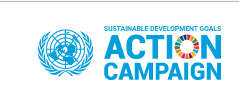 SUSTAINABLE DEVELOPMENT GOALS
ACTION
CAMPAIGN